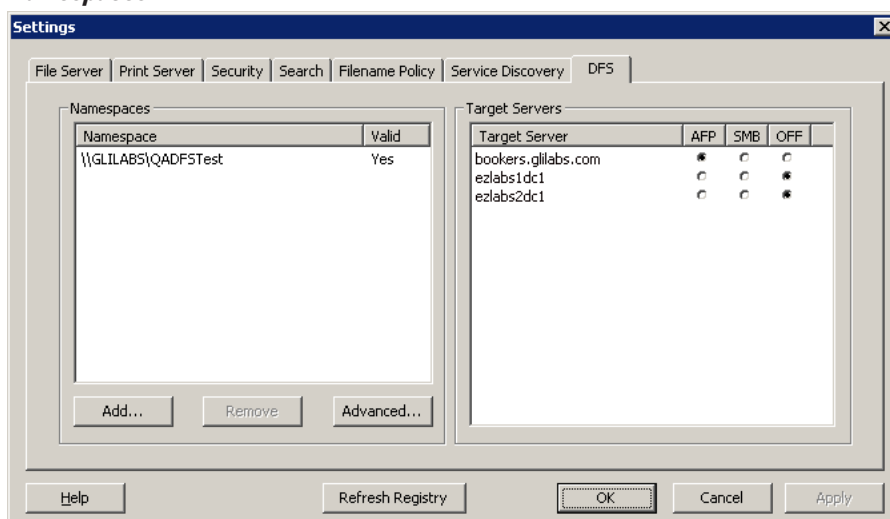 Settings
File Server Print Server Security Search Filename Policy Service Discovery DFS
Namespaces
Namespace Valid
\\GLILABS\QADFSTest Yes
Add... Remove Advanced...
Target Servers
Target Server AFP SMB OFF
bookers.glilabs.com
ezlabs1dc1
ezlabs2dc1
Help Refresh Registry OK Cancel Apply